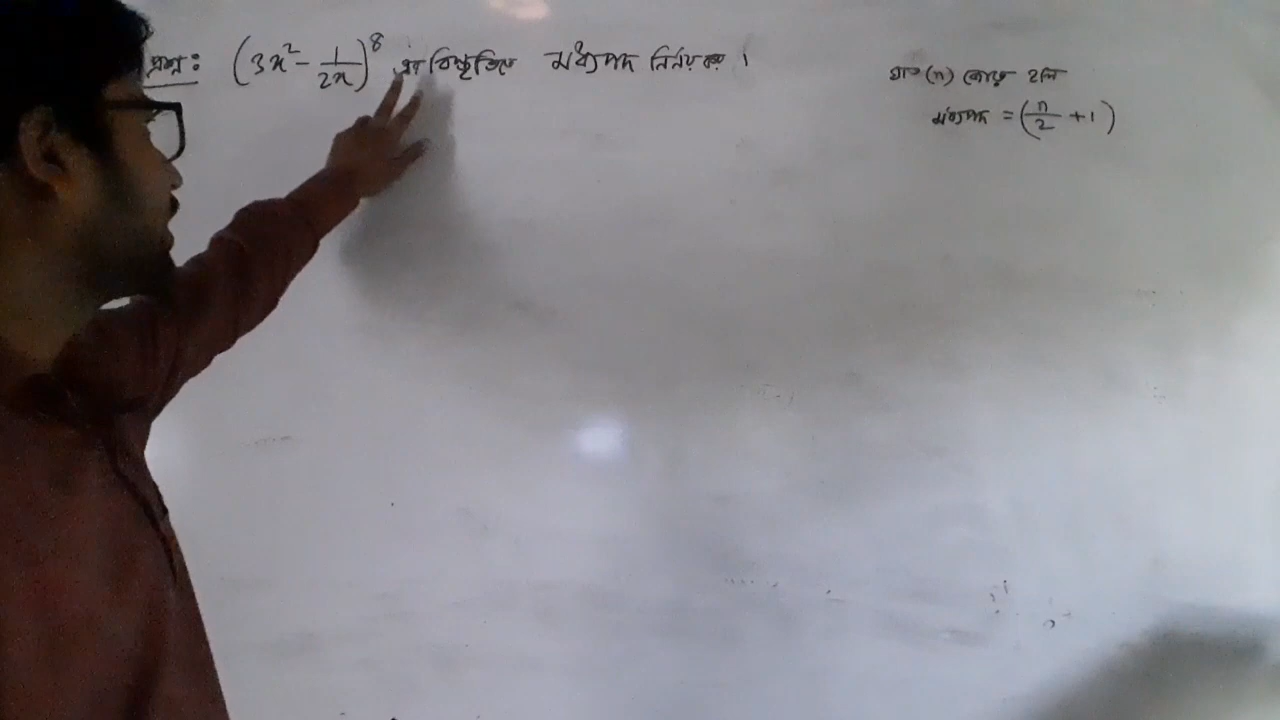 প্রশ্ন: (3x² - 1/2x)⁸ এর বিস্তৃতিতে মধ্যপদ নির্ণয় কর ।
ঘাত (n) জোড় হলে
মধ্যপদ = (n/2 + 1)